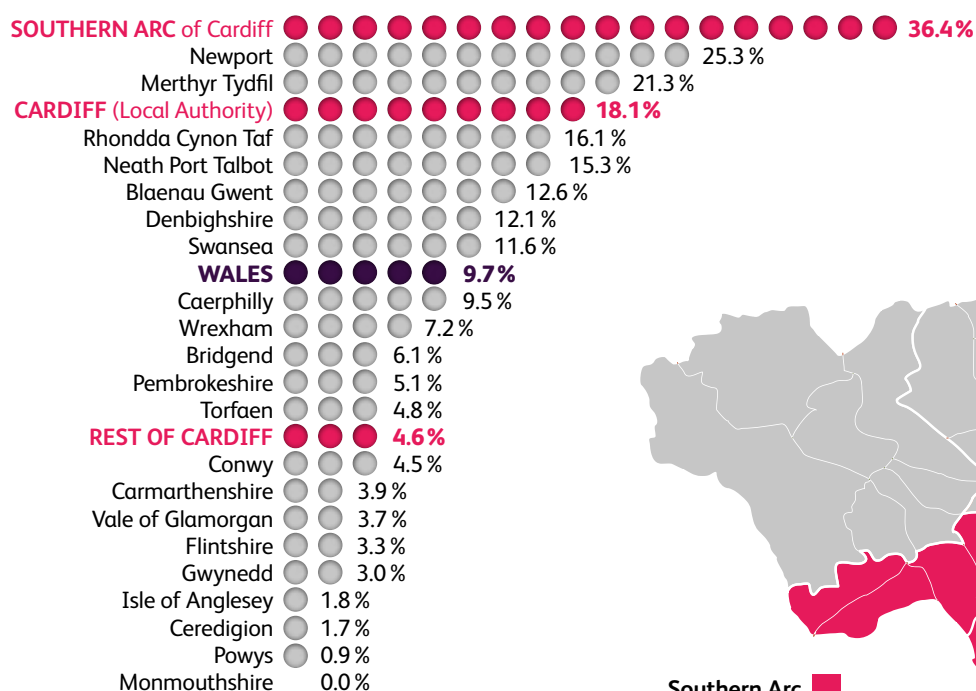 SOUTHERN ARC of Cardiff 36.4%
Newport 25.3%
Merthyr Tydfil 21.3%
CARDIFF (Local Authority) 18.1%
Rhondda Cynon Taf 16.1%
Neath Port Talbot 15.3%
Blaenau Gwent 12.6%
Denbighshire 12.1%
Swansea 11.6%
WALES 9.7%
Caerphilly 9.5%
Wrexham 7.2%
Bridgend 6.1%
Pembrokeshire 5.1%
Torfaen 4.8%
REST OF CARDIFF 4.6%
Conwy 4.5%
Carmarthenshire 3.9%
Vale of Glamorgan 3.7%
Flintshire 3.3%
Gwynedd 3.0%
Isle of Anglesey 1.8%
Ceredigion 1.7%
Powys 0.9%
Monmouthshire 0.0%
Southern Arc